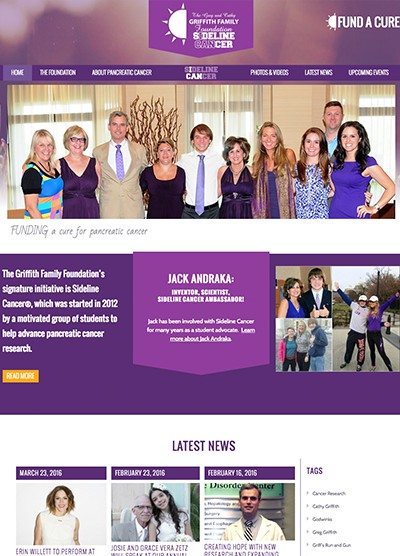 The Greg and Cathy
GRIFFITH FAMILY
Foundation
SIDELINE
CANCER
FUND A CURE
HOME
THE FOUNDATION
ABOUT PANCREATIC CANCER
SIDELINE
CANCER
PHOTOS & VIDEOS
LATEST NEWS
UPCOMING EVENTS
FUNDING a cure for pancreatic cancer
The Griffith Family Foundation's
signature initiative is Sideline
Cancer®, which was started in 2012
by a motivated group of students to
help advance pancreatic cancer
research.
READ MORE
JACK ANDRAKA:
INVENTOR, SCIENTIST,
SIDELINE CANCER AMBASSADOR!
Jack has been involved with Sideline Cancer
for many years as a student advocate. Learn
more about Jack Andraka.
LATEST NEWS
MARCH 23, 2016
ERIN WILLETT TO PERFORM AT
FEBRUARY 23, 2016
JOSIE AND GRACE VERA ZETZ
WILL SPEAK AT OUR ANNUAL
FEBRUARY 16, 2016
Disorder Center
CREATING HOPE WITH NEW
RESEARCH AND EXPANDING
TAGS
Cancer Research
Cathy Griffith
Godwinks
Greg Griffith
Griff's Run and Gun